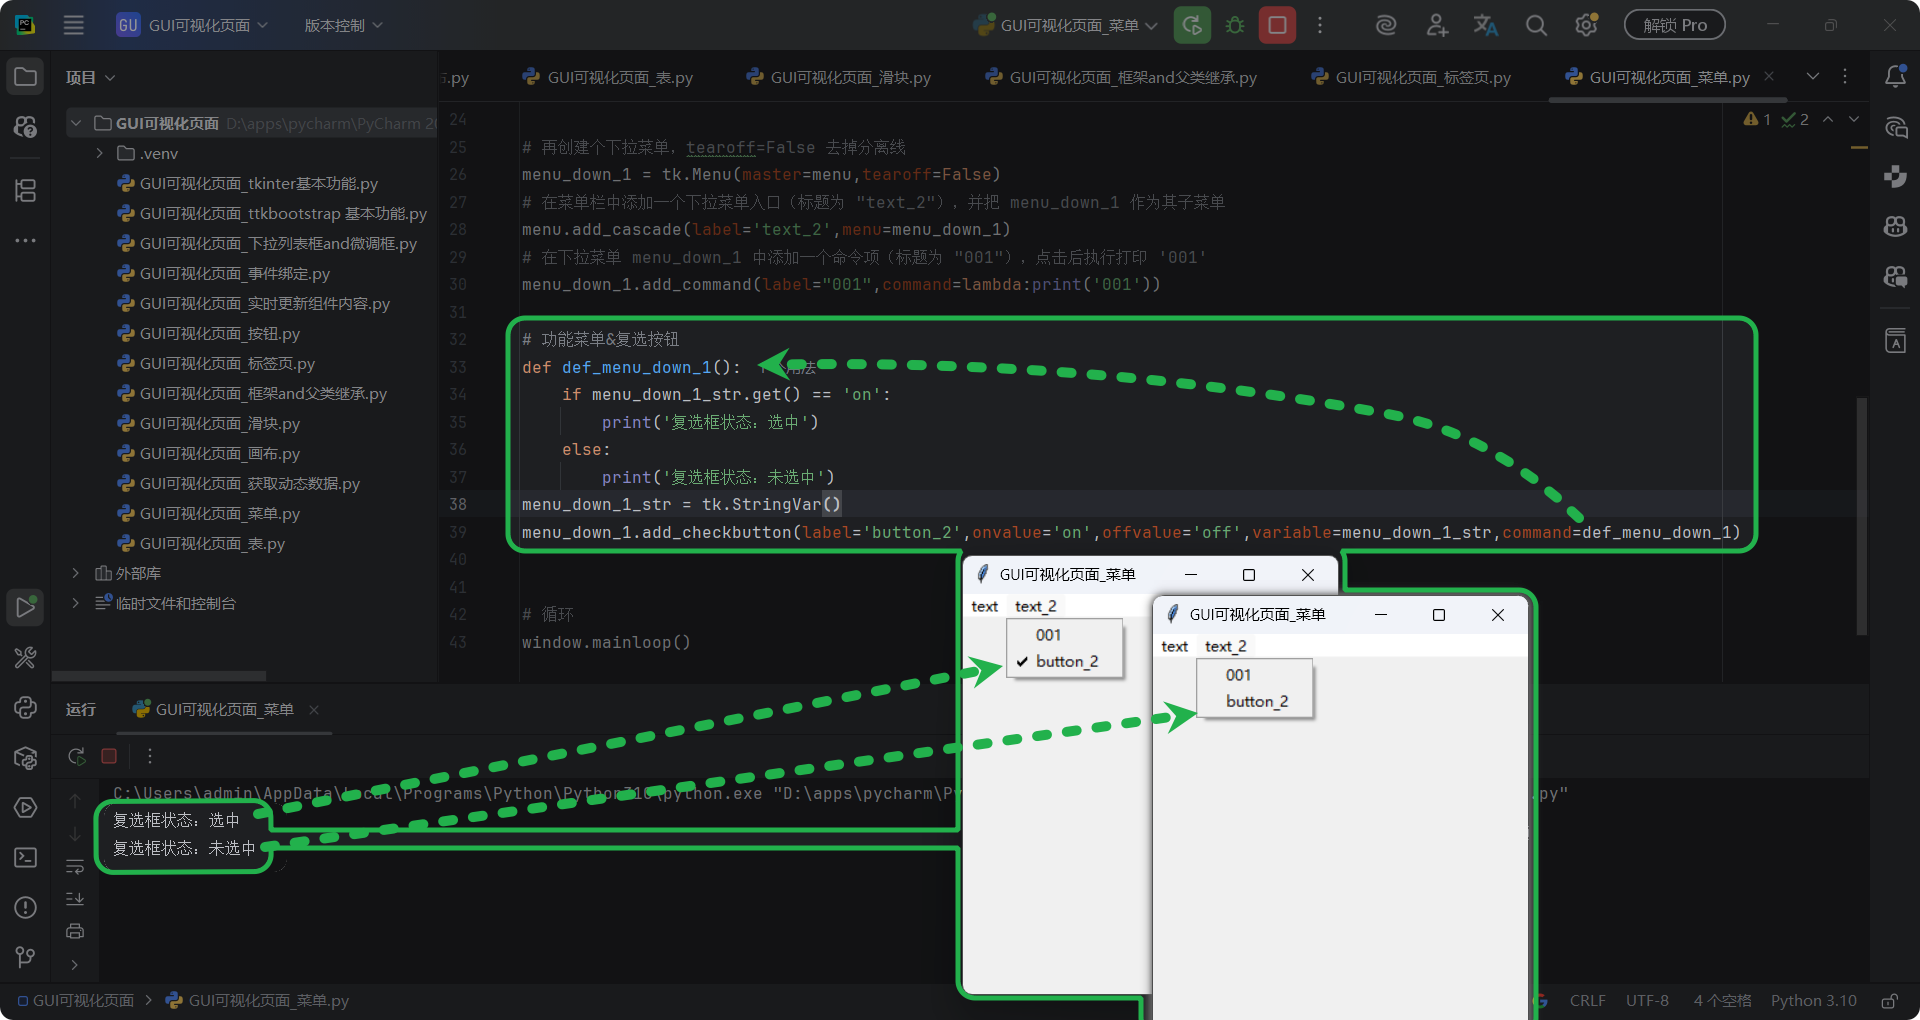 GU GUI可视化页面 版本控制 GUI可视化页面_菜单 解锁 Pro
项目
.py GUI可视化页面_表.py GUI可视化页面_滑块.py GUI可视化页面_框架and父类继承.py GUI可视化页面_标签页.py GUI可视化页面_菜单.py
GUI可视化页面 D:\apps\pycharm\PyCharm 20
.venv
GUI可视化页面_tkinter基本功能.py
GUI可视化页面_ttkbootstrap 基本功能.py
GUI可视化页面_下拉列表框and微调框.py
GUI可视化页面_事件绑定.py
GUI可视化页面_实时更新组件内容.py
GUI可视化页面_按钮.py
GUI可视化页面_标签页.py
GUI可视化页面_框架and父类继承.py
GUI可视化页面_滑块.py
GUI可视化页面_画布.py
GUI可视化页面_获取动态数据.py
GUI可视化页面_菜单.py
GUI可视化页面_表.py
外部库
临时文件和控制台
1 2
24
25 # 再创建个下拉菜单，tearoff=False 去掉分离线
26 menu_down_1 = tk.Menu(master=menu,tearoff=False)
27 # 在菜单栏中添加一个下拉菜单入口（标题为 "text_2"），并把 menu_down_1 作为其子菜单
28 menu.add_cascade(label='text_2',menu=menu_down_1)
29 # 在下拉菜单 menu_down_1 中添加一个命令项（标题为 "001"），点击后执行打印 '001'
30 menu_down_1.add_command(label="001",command=lambda:print('001'))
31
32 # 功能菜单&复选按钮
33 def def_menu_down_1(): 用法
34 if menu_down_1_str.get() == 'on':
35 print('复选框状态：选中')
36 else:
37 print('复选框状态：未选中')
38 menu_down_1_str = tk.StringVar()
39 menu_down_1.add_checkbutton(label='button_2',onvalue='on',offvalue='off',variable=menu_down_1_str,command=def_menu_down_1)
40
41
42 # 循环
43 window.mainloop()
GUI可视化页面_菜单
text text_2
001
button_2
GUI可视化页面_菜单
text text_2
001
button_2
运行 GUI可视化页面_菜单
C:\Users\admin\AppData\Local\Programs\Python\Python310\python.exe "D:\apps\pycharm\Py .py"
复选框状态：选中
复选框状态：未选中
GUI可视化页面 GUI可视化页面_菜单.py
CRLF UTF-8 4 个空格 Python 3.10